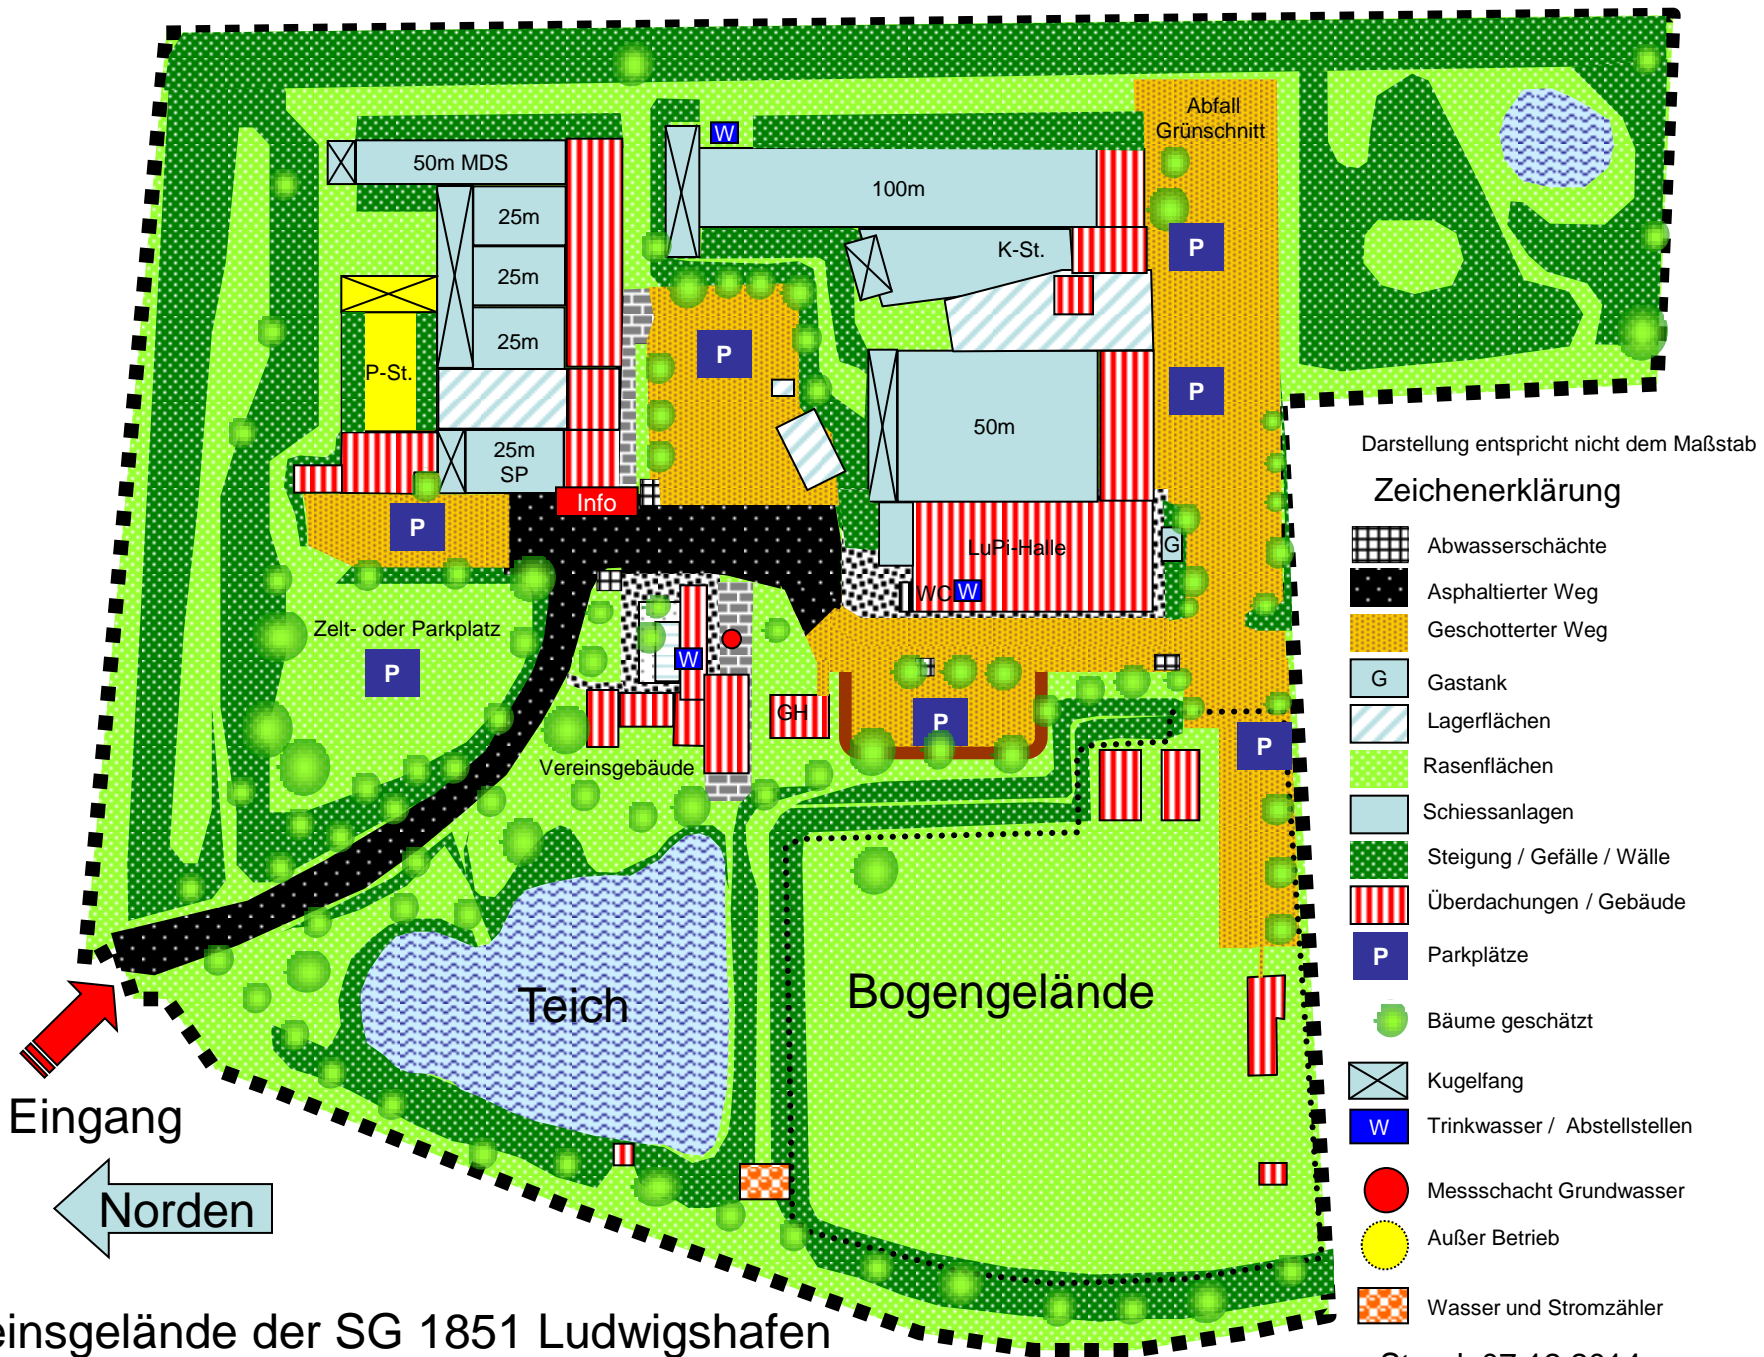 Abfall
Grünschnitt
W
50m MDS
100m
25m
K-St.
P
25m
25m
P
P-St.
P
50m
25m
SP
Info
P
LuPi-Halle
G
WC W
Zelt- oder Parkplatz
P
W
GH
P
P
Vereinsgebäude
Teich
Bogengelände
Eingang
Norden
einsgelände der SG 1851 Ludwigshafen
Darstellung entspricht nicht dem Maßstab
Zeichenerklärung
Abwasserschächte
Asphaltierter Weg
Geschotterter Weg
G Gastank
Lagerflächen
Rasenflächen
Schiessanlagen
Steigung / Gefälle / Wälle
Überdachungen / Gebäude
P Parkplätze
Bäume geschätzt
Kugelfang
W Trinkwasser / Abstellstellen
Messschacht Grundwasser
Außer Betrieb
Wasser und Stromzähler